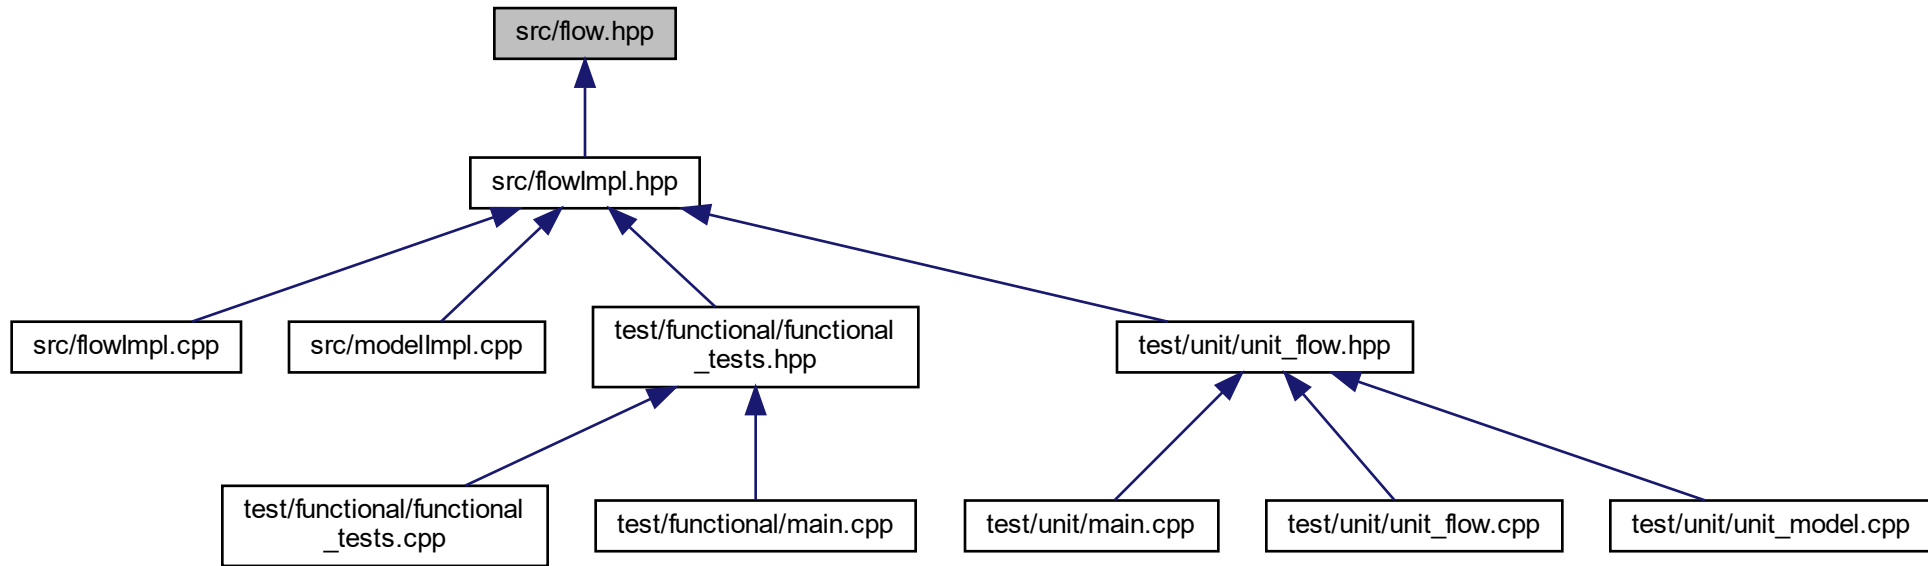 src/flow.hpp
src/flowImpl.hpp
src/flowImpl.cpp
src/modelImpl.cpp
test/functional/functional
_tests.hpp
test/unit/unit_flow.hpp
test/functional/functional
_tests.cpp
test/functional/main.cpp
test/unit/main.cpp
test/unit/unit_flow.cpp
test/unit/unit_model.cpp